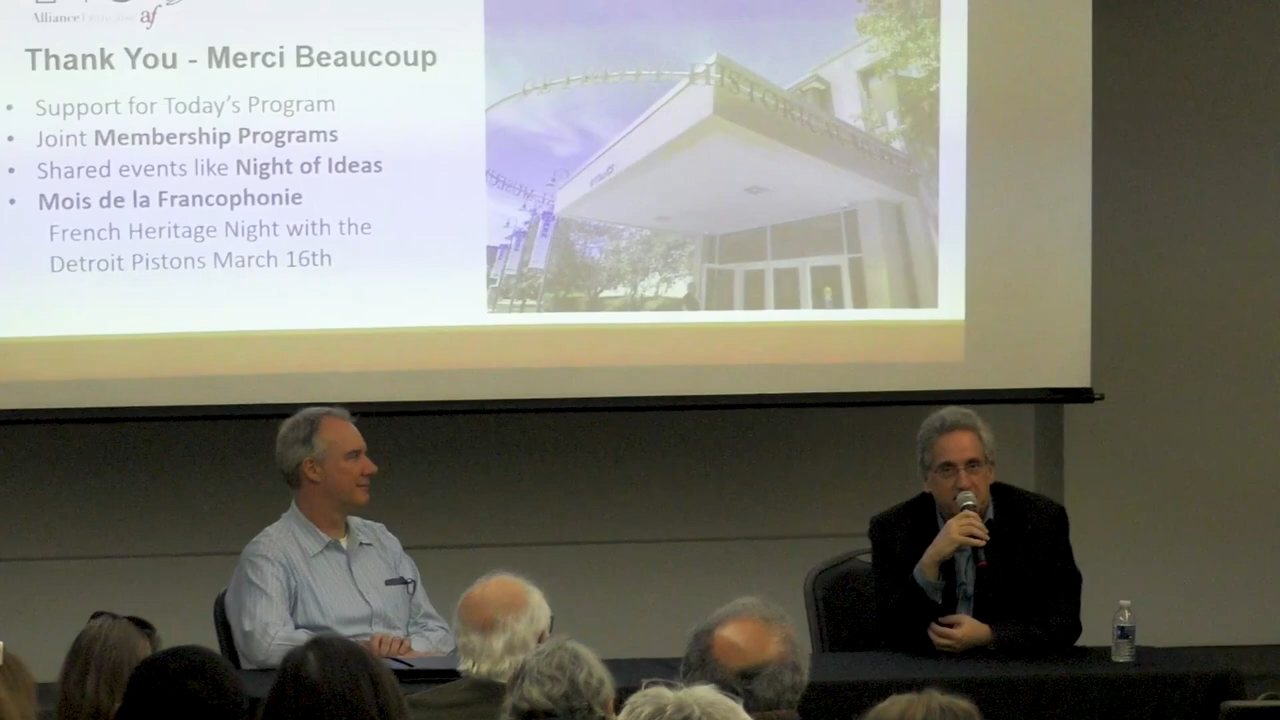 Alliance Française
af
Thank You - Merci Beaucoup
• Support for Today's Program
• Joint Membership Programs
• Shared events like Night of Ideas
• Mois de la Francophonie
French Heritage Night with the
Detroit Pistons March 16th